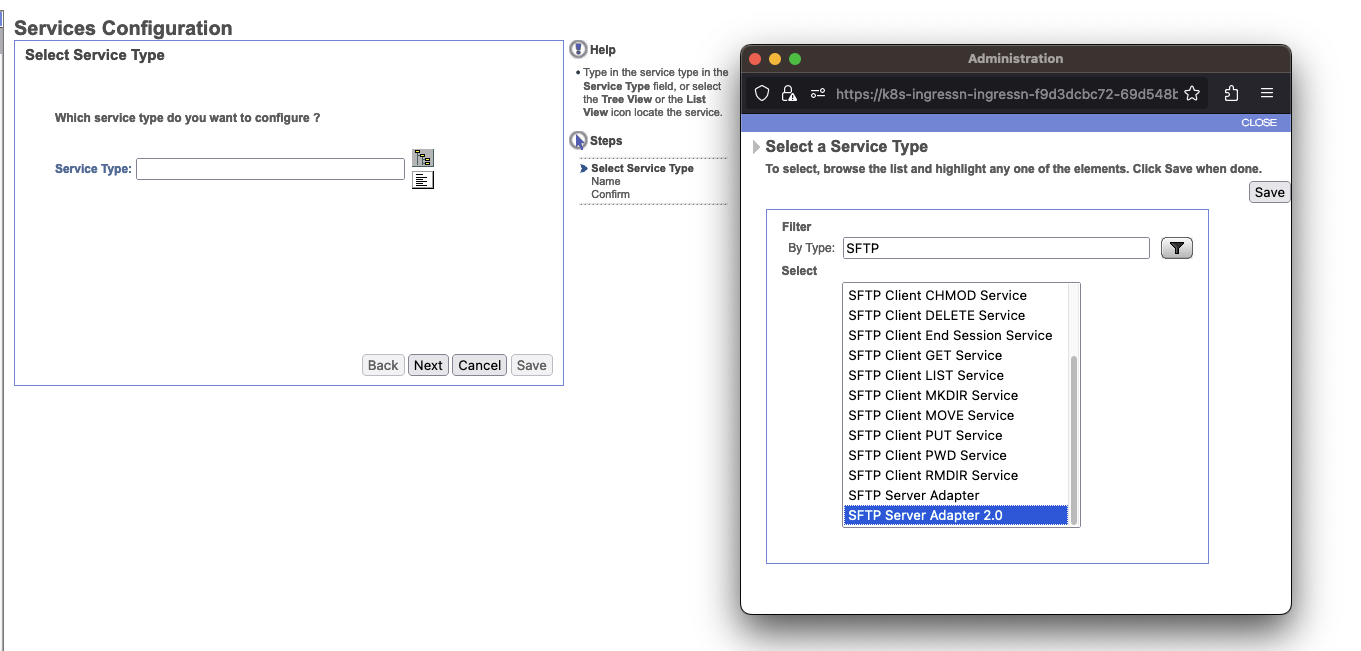 Services Configuration
Select Service Type
Which service type do you want to configure ?
Service Type:
Back Next Cancel Save
Help
• Type in the service type in the
Service Type field, or select
the Tree View or the List
View icon locate the service.
Steps
Select Service Type
Name
Confirm
Administration
https://k8s-ingressn-ingressn-f9d3dcbc72-69d548b
CLOSE
Select a Service Type
To select, browse the list and highlight any one of the elements. Click Save when done.
Save
Filter
By Type: SFTP
Select
SFTP Client CHMOD Service
SFTP Client DELETE Service
SFTP Client End Session Service
SFTP Client GET Service
SFTP Client LIST Service
SFTP Client MKDIR Service
SFTP Client MOVE Service
SFTP Client PUT Service
SFTP Client PWD Service
SFTP Client RMDIR Service
SFTP Server Adapter
SFTP Server Adapter 2.0